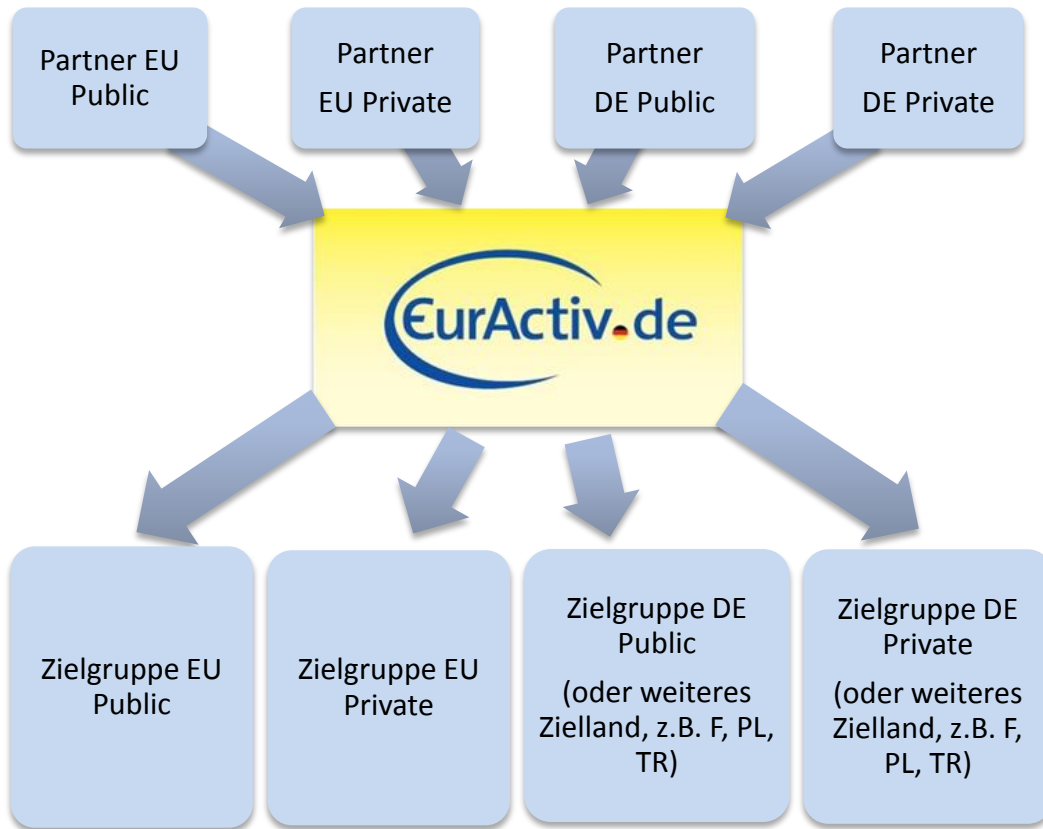 Partner EU
Public
Partner
EU Private
Partner
DE Public
Partner
DE Private
EurActiv.de
Zielgruppe EU
Public
Zielgruppe EU
Private
Zielgruppe DE
Public
(oder weiteres
Zielland, z.B. F, PL,
TR)
Zielgruppe DE
Private
(oder weiteres
Zielland, z.B. F,
PL, TR)